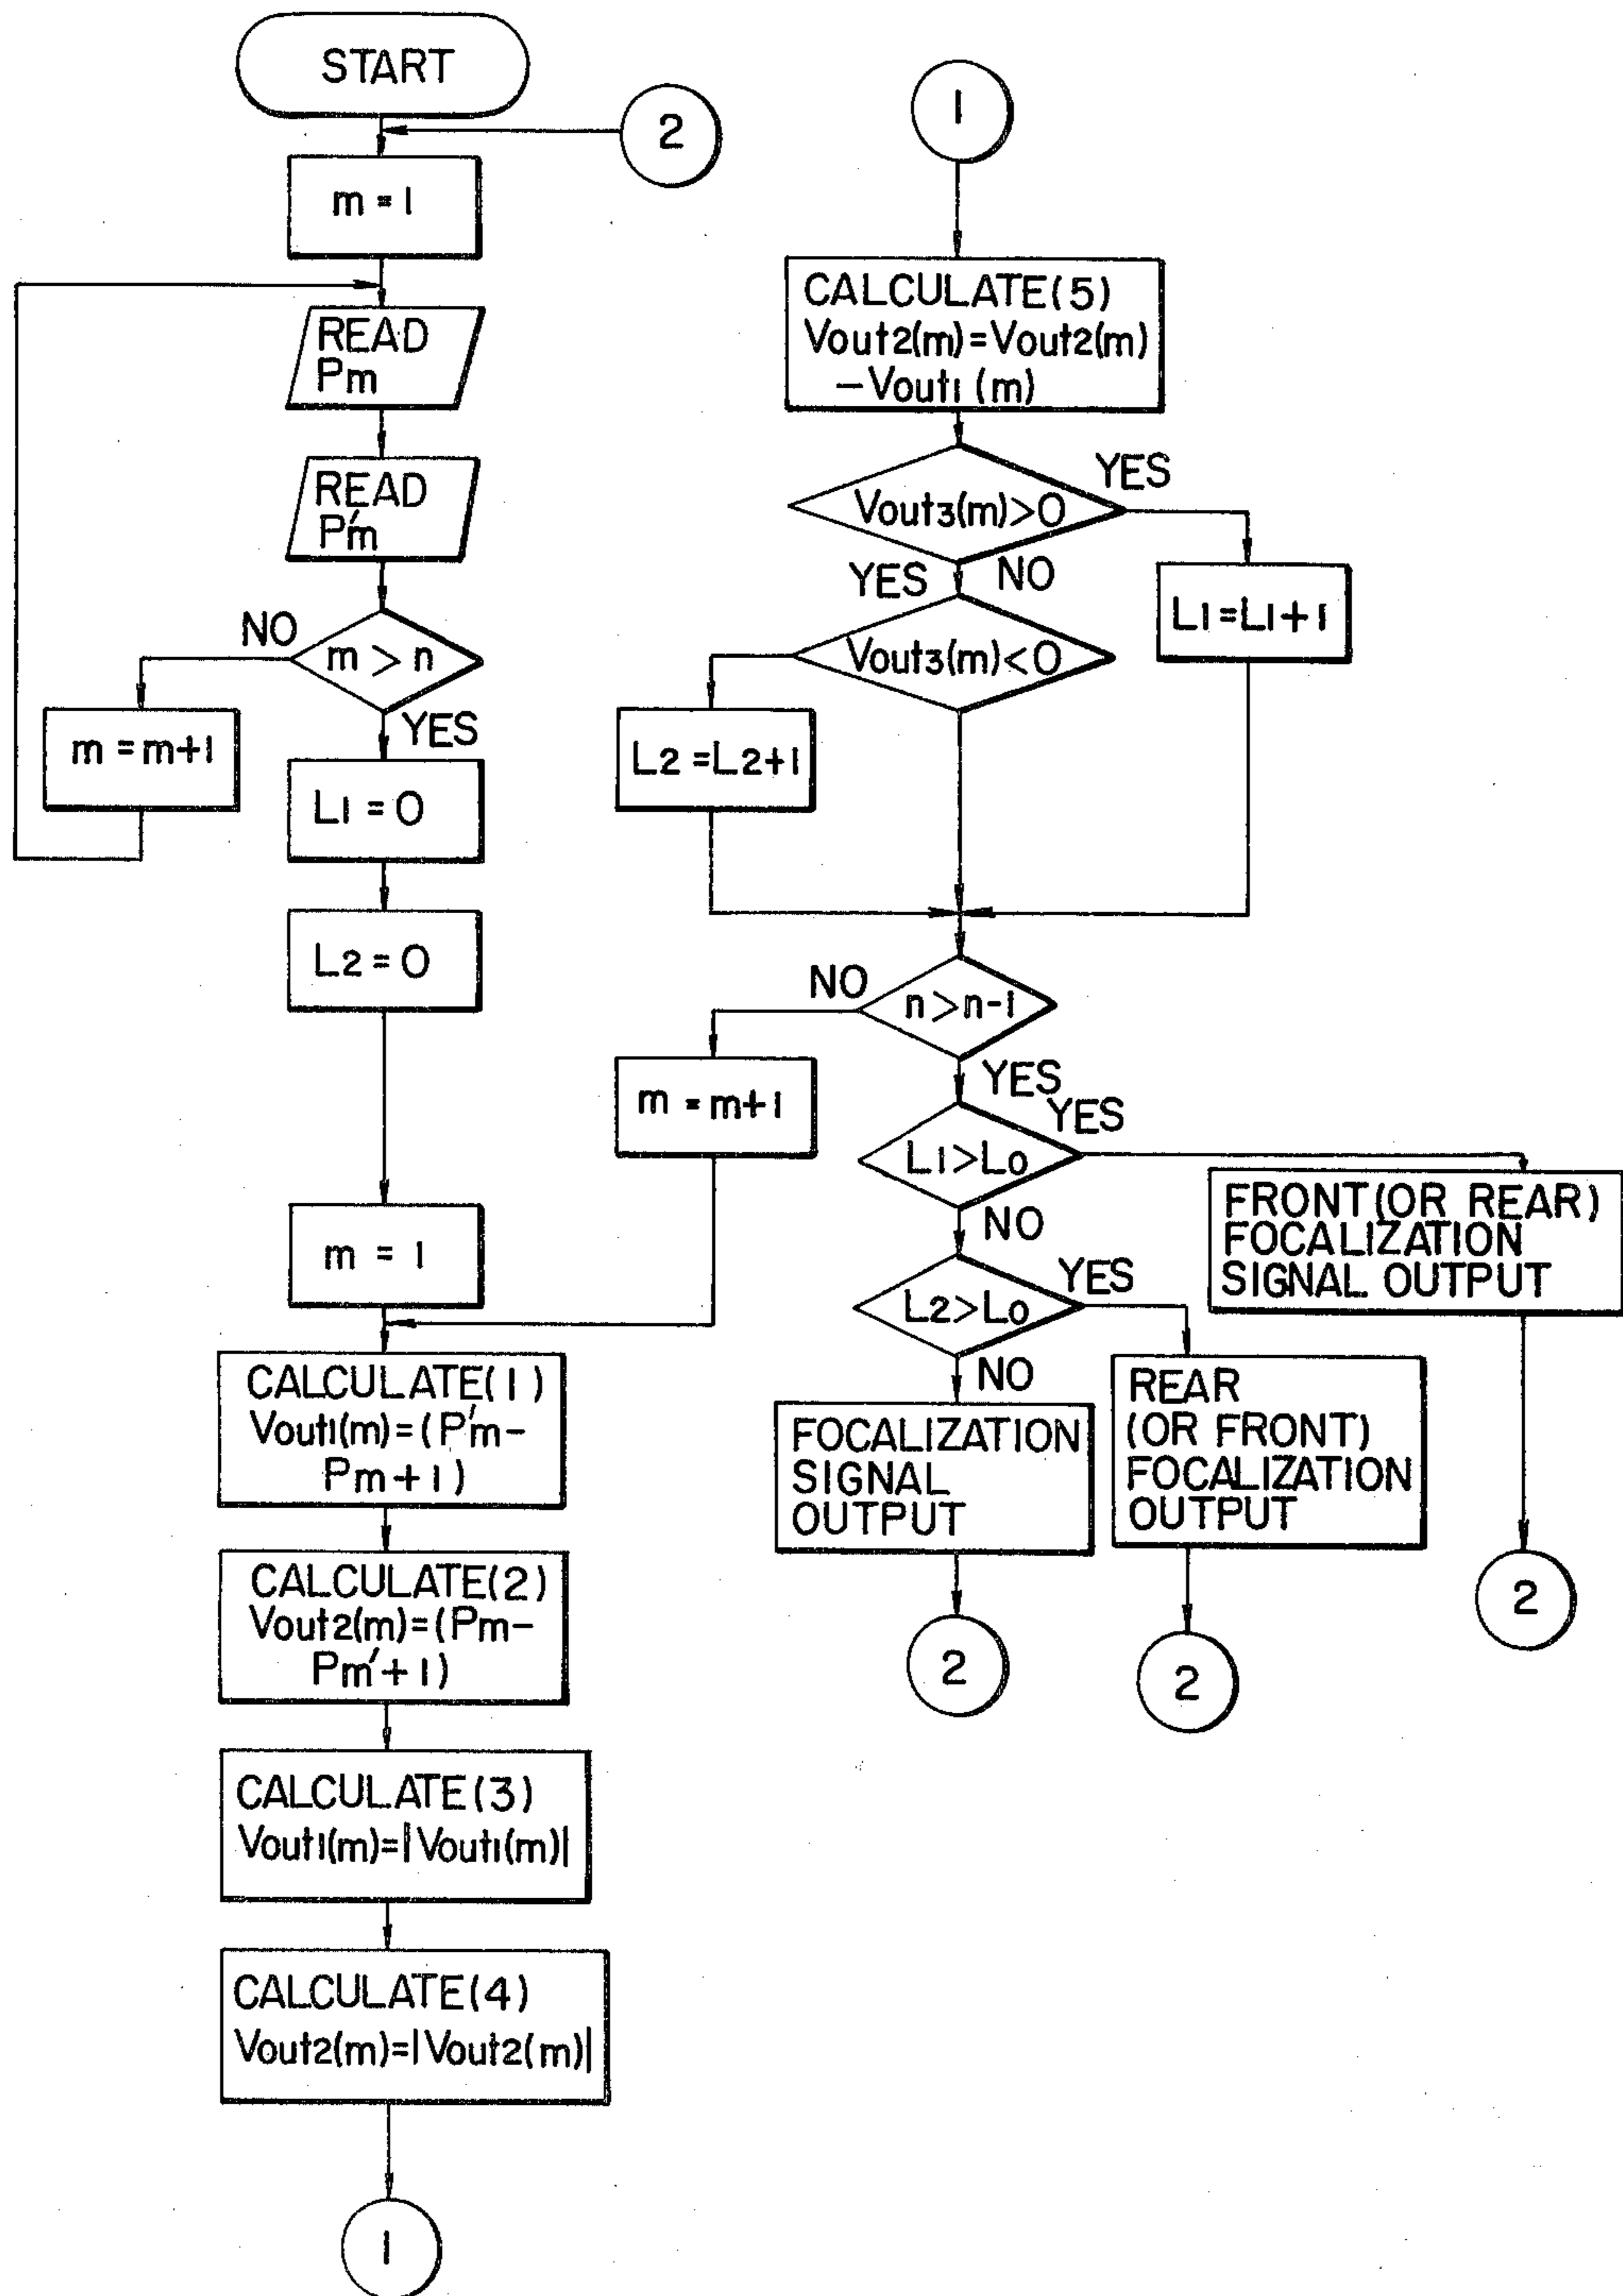 START
2
m = 1
READ
Pm
READ
P'm
NO
m > n
YES
m = m+1
L1 = 0
L2 = 0
m = 1
CALCULATE(1)
Vout1(m)=(P'm-
Pm+1)
CALCULATE(2)
Vout2(m)=(Pm-
Pm'+1)
CALCULATE(3)
Vout1(m)=|Vout1(m)|
CALCULATE(4)
Vout2(m)=|Vout2(m)|
1
1
CALCULATE(5)
Vout2(m)=Vout2(m)
-Vout1(m)
YES
Vout3(m)>0
YES
NO
L1=L1+1
Vout3(m)<0
L2=L2+1
NO
n>n-1
YES
m = m+1
YES
L1>L0
NO
FRONT(OR REAR)
FOCALIZATION
SIGNAL OUTPUT
YES
L2>L0
NO
REAR
(OR FRONT)
FOCALIZATION
OUTPUT
FOCALIZATION
SIGNAL
OUTPUT
2
2
2